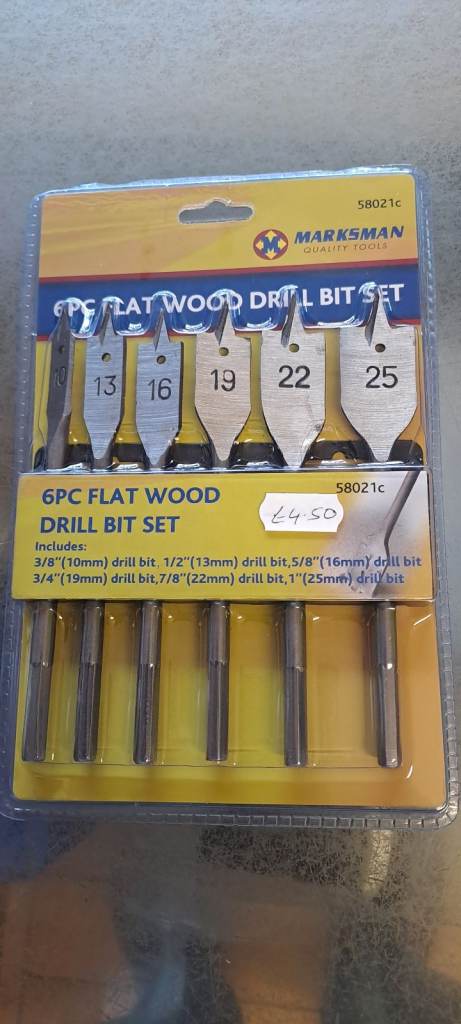 58021c
MARKSMAN
QUALITY TOOLS
6PC FLAT WOOD DRILL BIT SET
10
13
16
19
22
25
6PC FLAT WOOD
DRILL BIT SET
58021c
£4.50
Includes:
3/8"(10mm) drill bit, 1/2"(13mm) drill bit,5/8"(16mm) drill bit
3/4"(19mm) drill bit,7/8"(22mm) drill bit,1"(25mm) drill bit